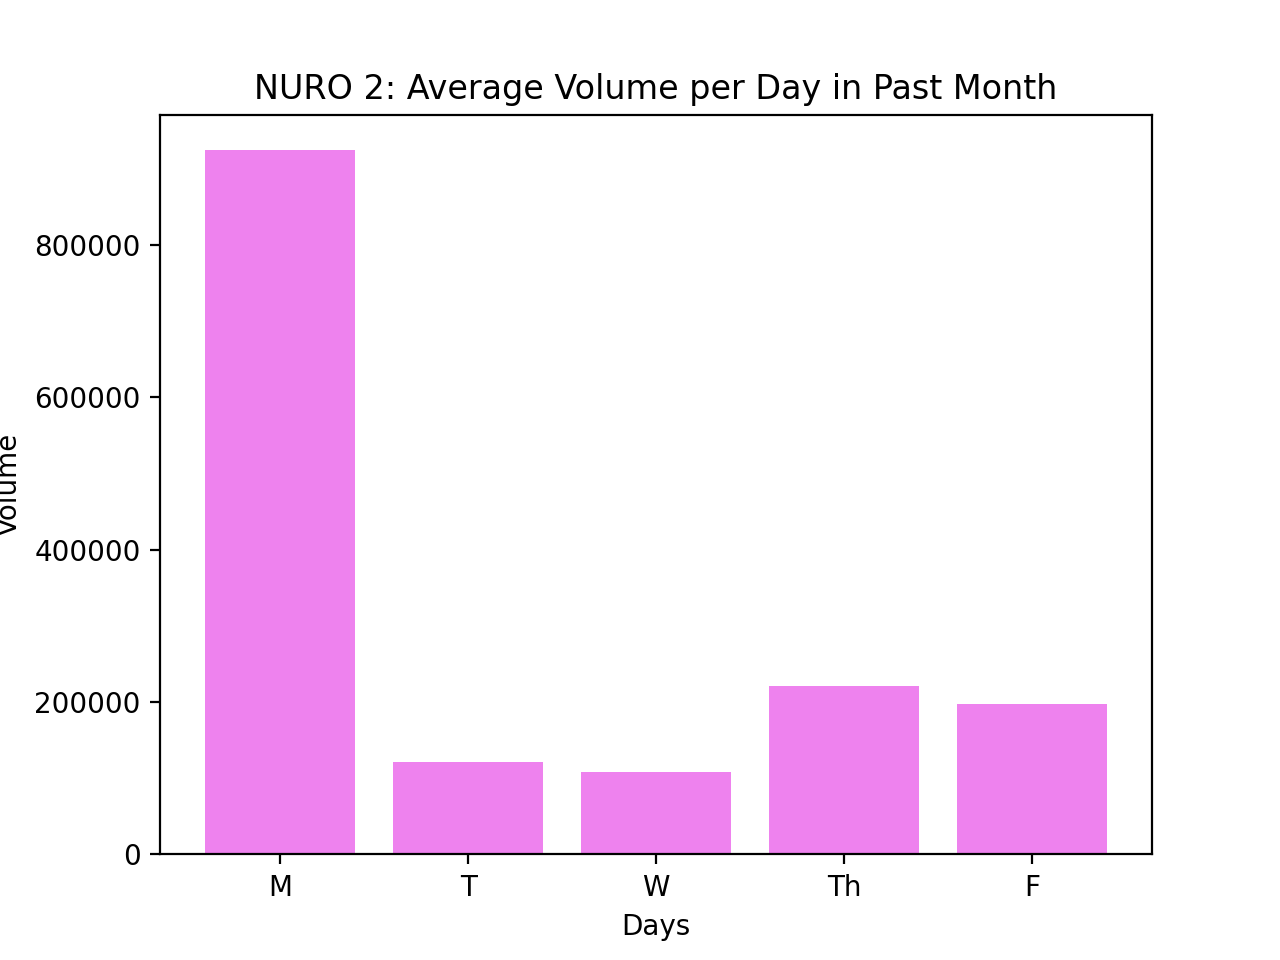 NURO 2: Average Volume per Day in Past Month
Volume
800000
600000
400000
200000
0
M T W Th F
Days